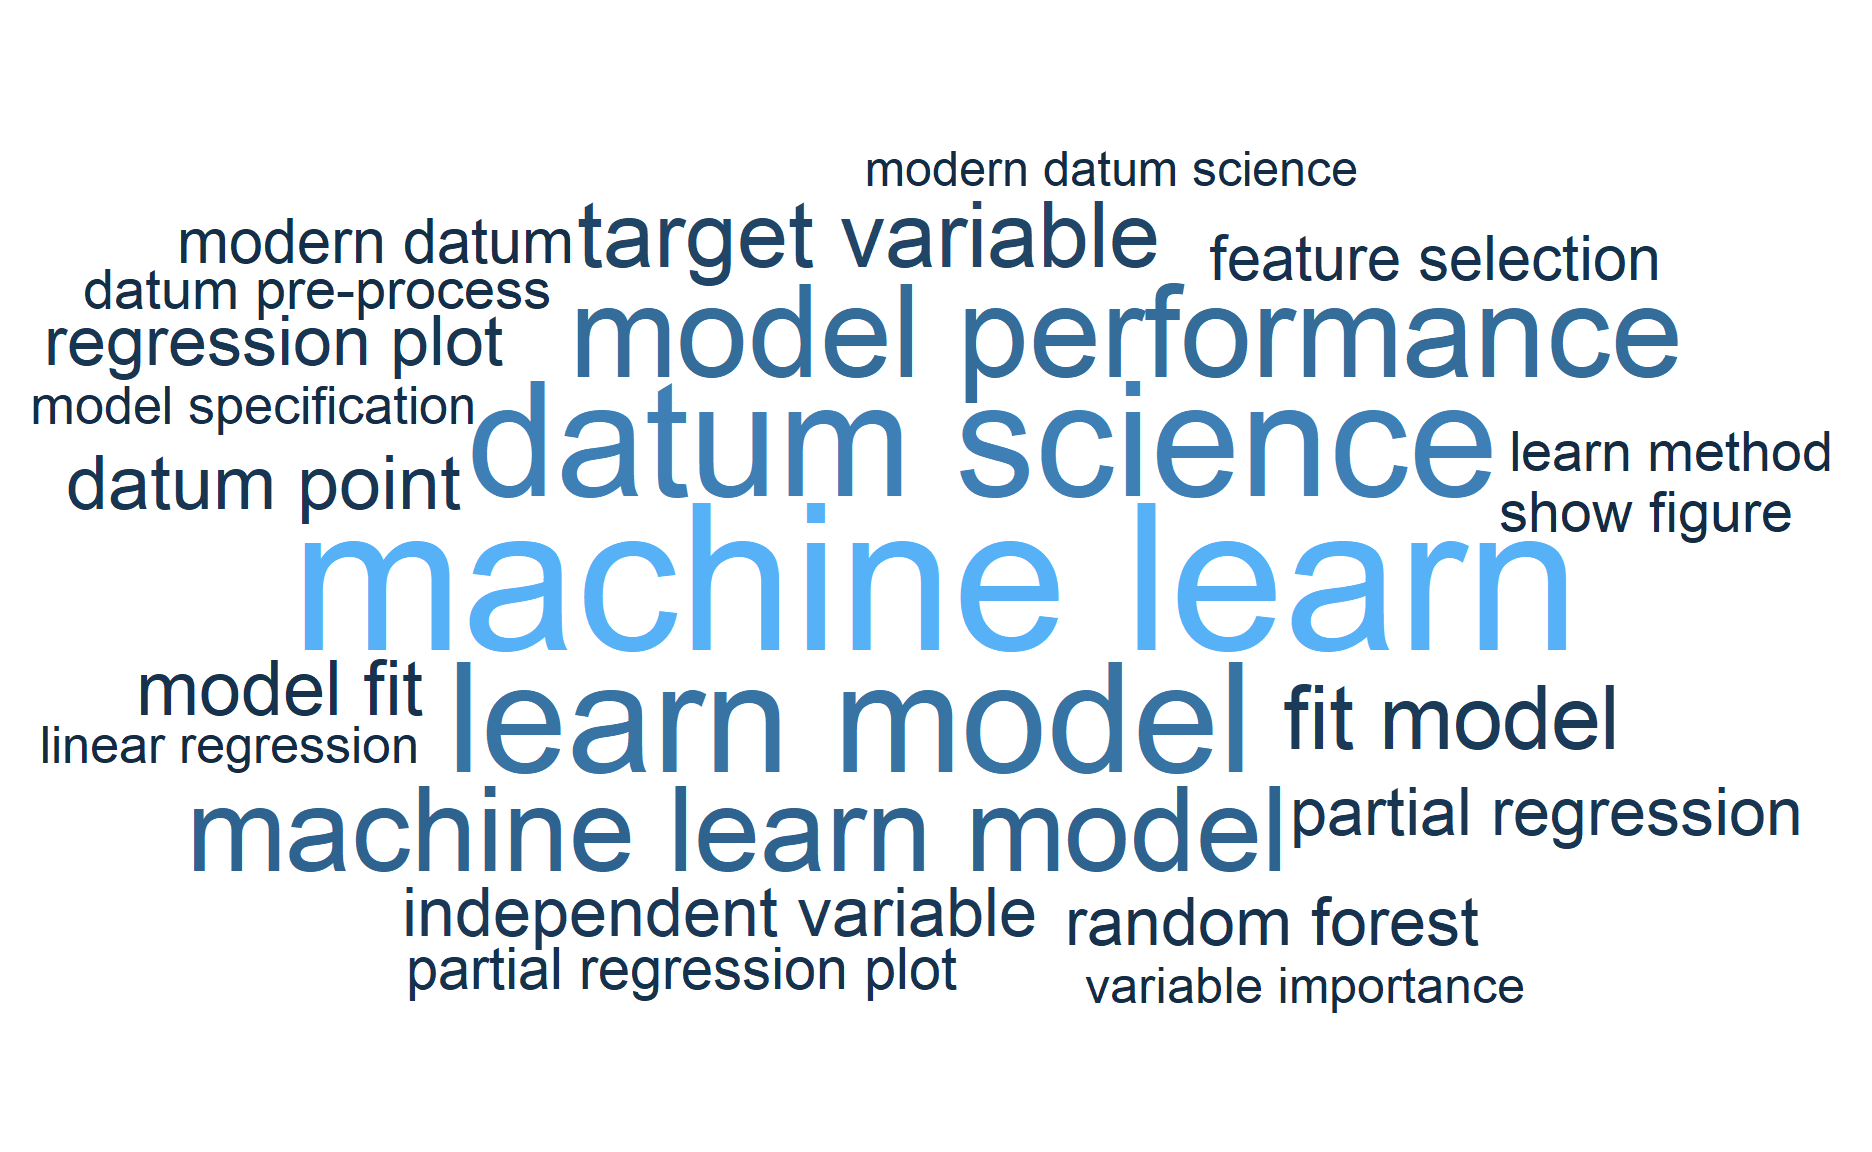 modern datum science
target variable
modern datum
feature selection
datum pre-process
model performance
regression plot
model specification
datum science
learn method
datum point
show figure
machine learn
model fit
learn model
fit model
linear regression
partial regression
machine learn model
independent variable
random forest
partial regression plot
variable importance